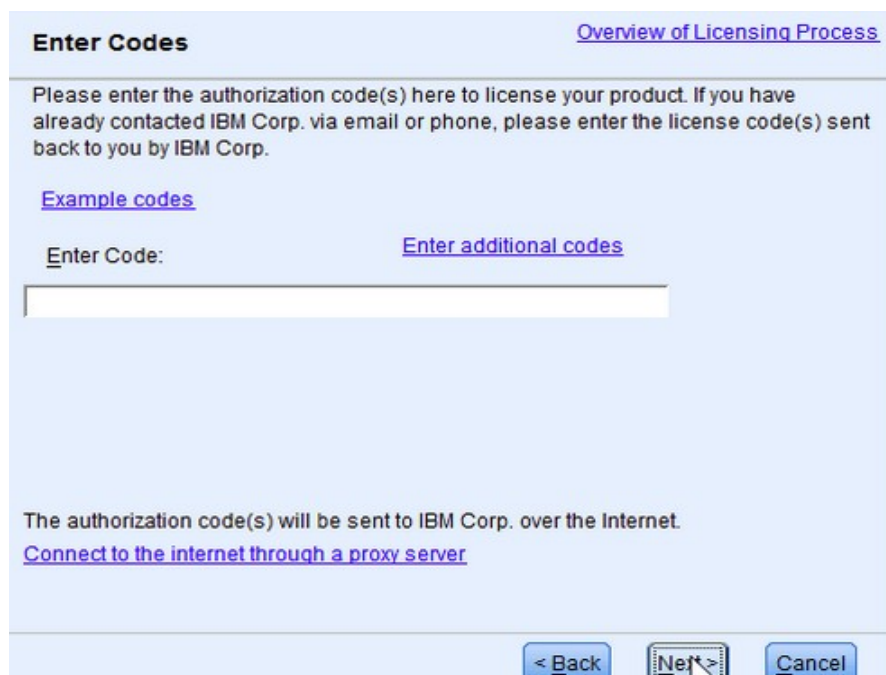 Enter Codes
Overview of Licensing Process
Please enter the authorization code(s) here to license your product. If you have
already contacted IBM Corp. via email or phone, please enter the license code(s) sent
back to you by IBM Corp.
Example codes
Enter Code:
Enter additional codes
The authorization code(s) will be sent to IBM Corp. over the Internet.
Connect to the internet through a proxy server
< Back
Next >
Cancel